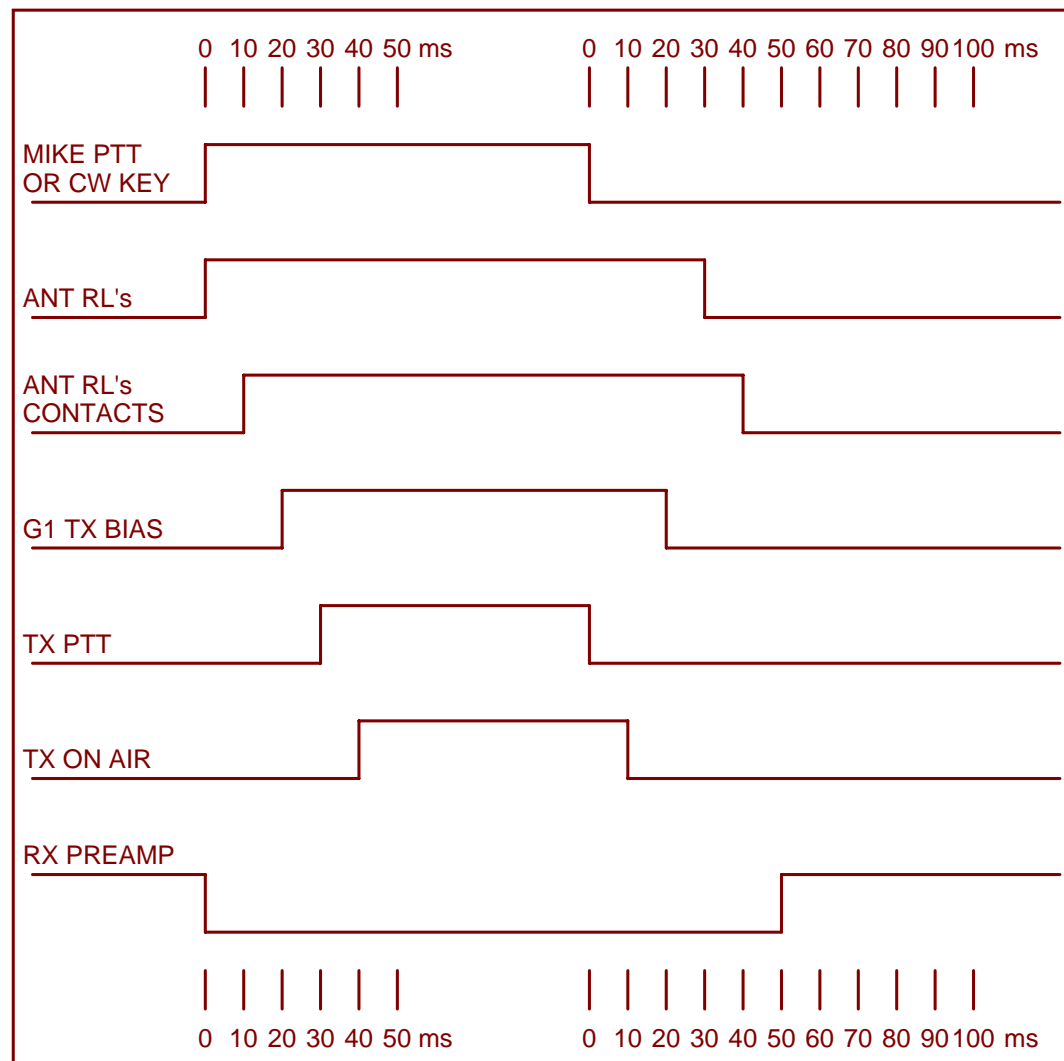 0 10 20 30 40 50 ms 0 10 20 30 40 50 60 70 80 90 100 ms
MIKE PTT
OR CW KEY
ANT RL's
ANT RL's
CONTACTS
G1 TX BIAS
TX PTT
TX ON AIR
RX PREAMP
0 10 20 30 40 50 ms 0 10 20 30 40 50 60 70 80 90 100 ms